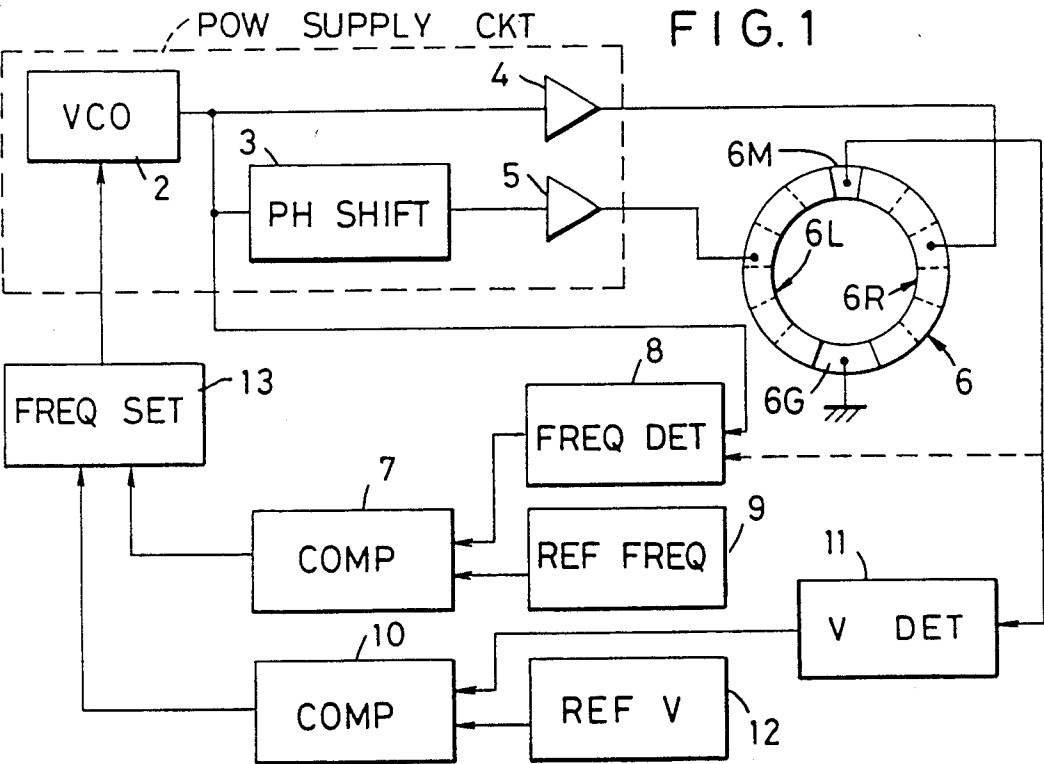 POW SUPPLY CKT
FIG. 1
VCO
2
4
3
PH SHIFT
5
6M
6L
6R
6G
6
13
FREQ SET
8
FREQ DET
7
COMP
9
REF FREQ
11
V DET
10
COMP
REF V
12